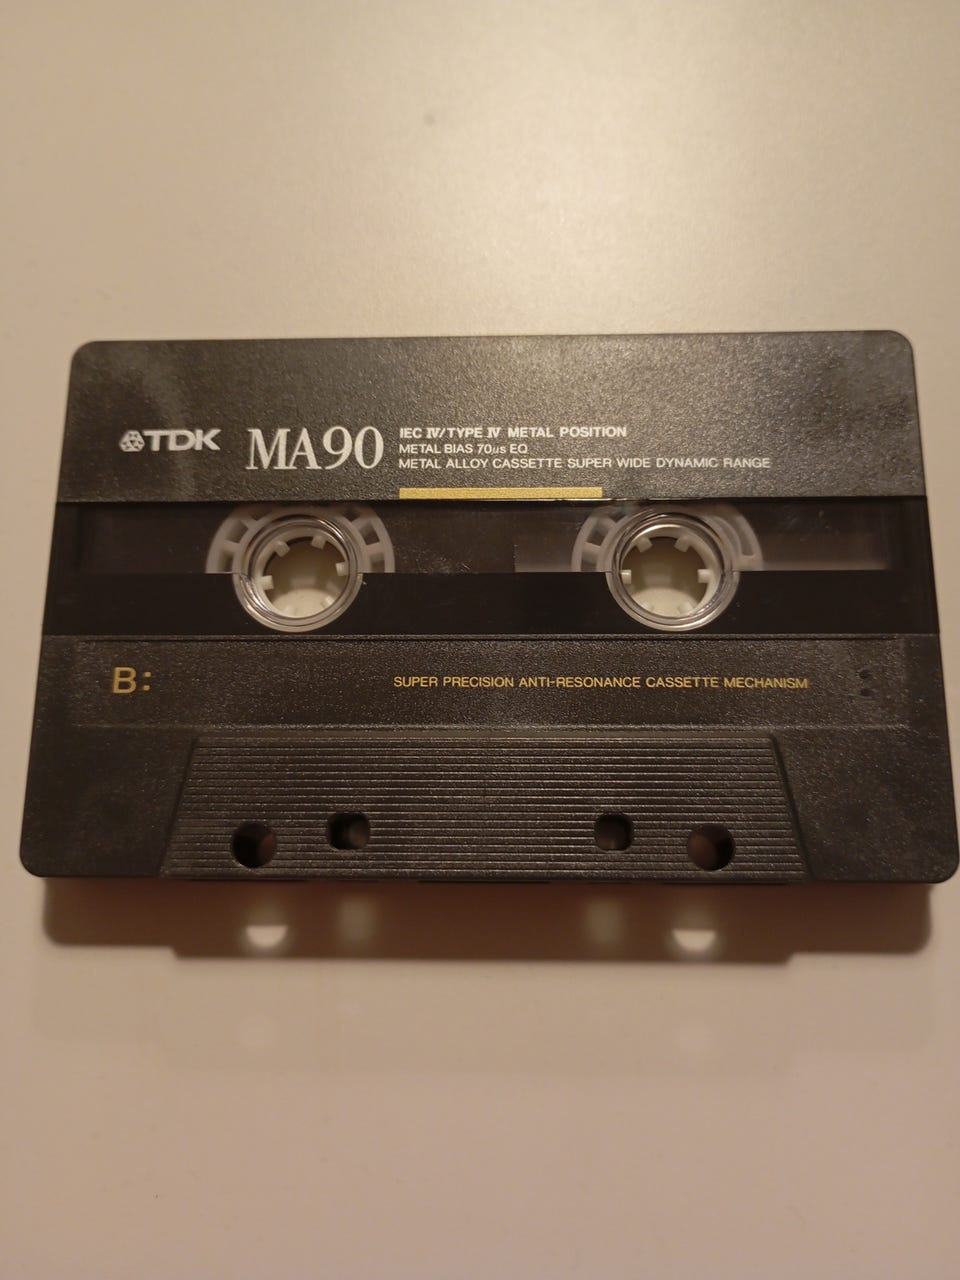 TDK MA90
IEC IV/TYPE IV METAL POSITION
METAL BIAS 70µs EQ
METAL ALLOY CASSETTE SUPER WIDE DYNAMIC RANGE
B:
SUPER PRECISION ANTI-RESONANCE CASSETTE MECHANISM